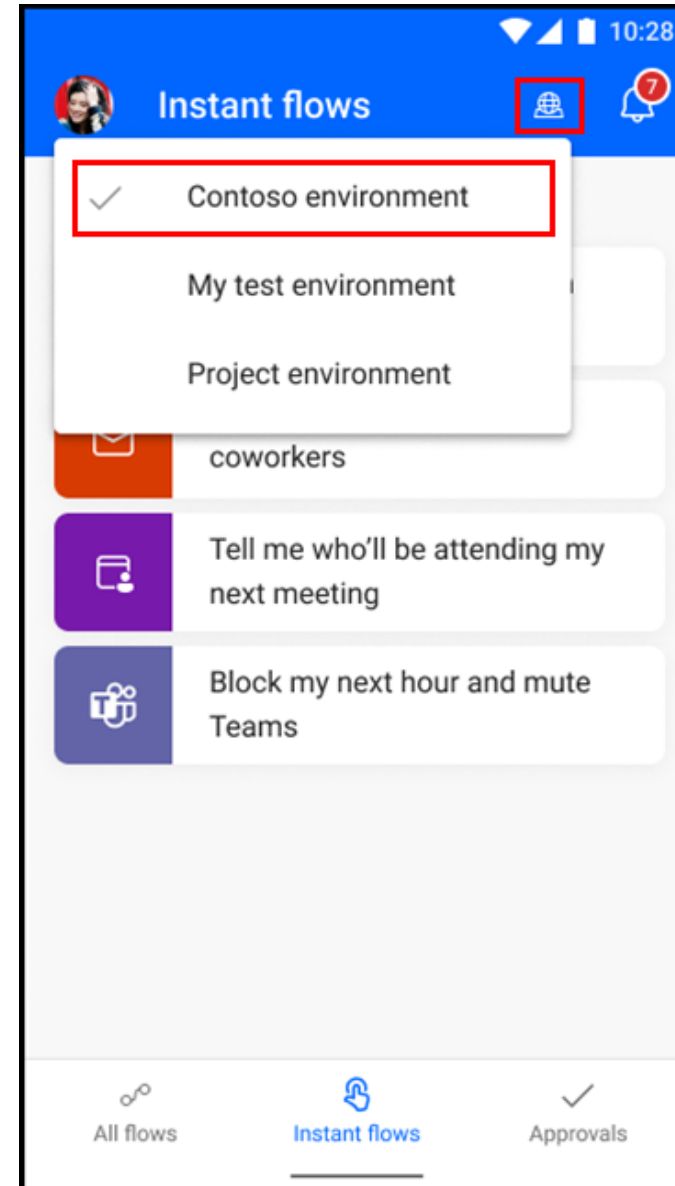 10:28
Instant flows
7
Contoso environment
My test environment
Project environment
coworkers
Tell me who'll be attending my
next meeting
Block my next hour and mute
Teams
All flows
Instant flows
Approvals